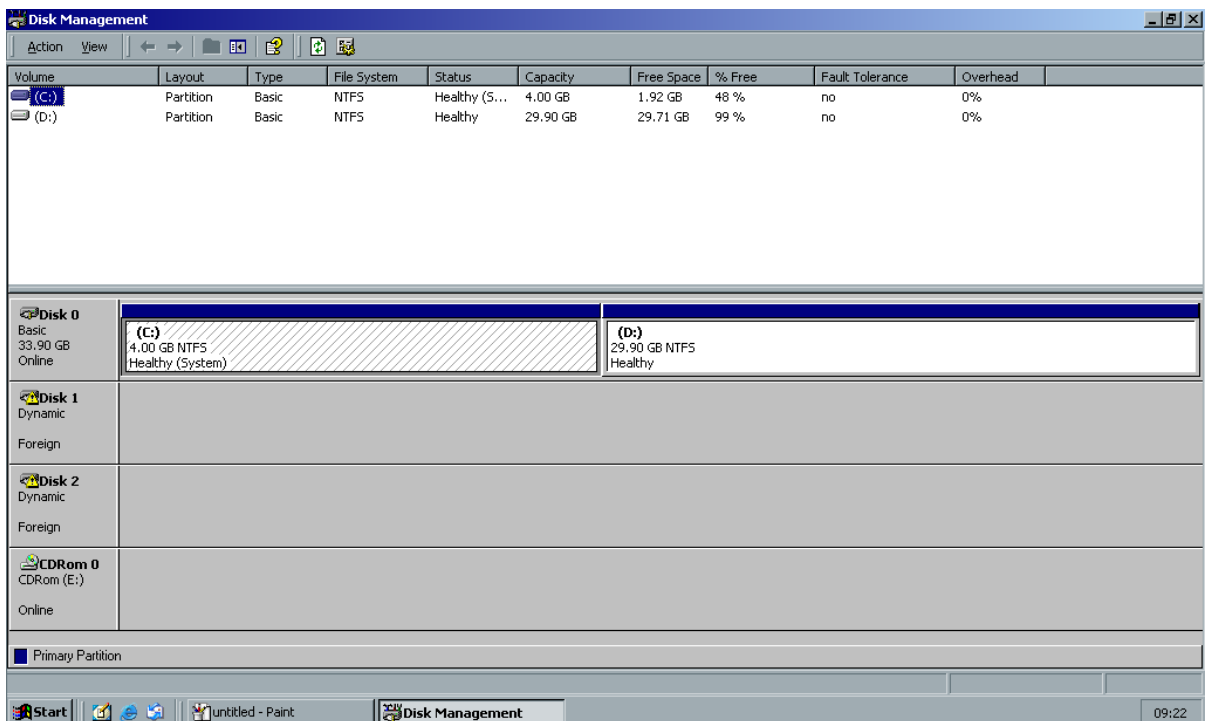 Disk Management
Action View
Volume Layout Type File System Status Capacity Free Space % Free Fault Tolerance Overhead
(C:) Partition Basic NTFS Healthy (S... 4.00 GB 1.92 GB 48 % no 0%
(D:) Partition Basic NTFS Healthy 29.90 GB 29.71 GB 99 % no 0%
Disk 0
Basic
33.90 GB
Online
(C:)
4.00 GB NTFS
Healthy (System)
(D:)
29.90 GB NTFS
Healthy
Disk 1
Dynamic
Foreign
Disk 2
Dynamic
Foreign
CDRom 0
CDRom (E:)
Online
Primary Partition
Start untitled - Paint Disk Management 09:22